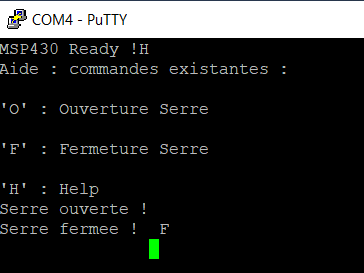 COM4 - PuTTY
MSP430 Ready !H
Aide : commandes existantes :
'O' : Ouverture Serre
'F' : Fermeture Serre
'H' : Help
Serre ouverte !
Serre fermee !  F